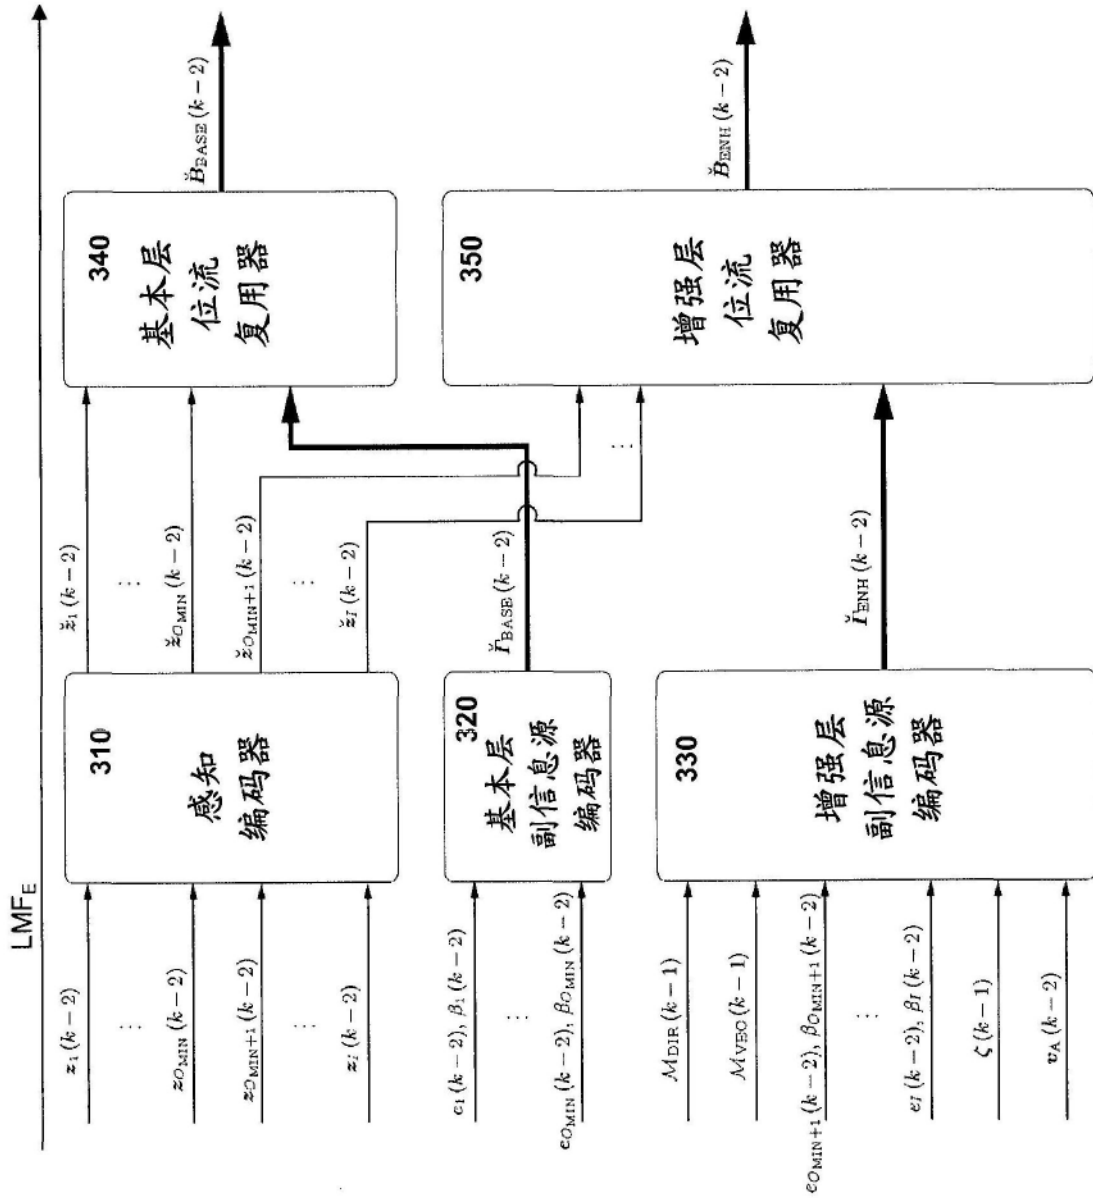 LMF_E
z₁(k−2)
⋮
z_{O_MIN}(k−2)
z_{O_MIN+1}(k−2)
⋮
z_I(k−2)
310
感知
编码器
ž₁(k−2)
⋮
ž_{O_MIN}(k−2)
ž_{O_MIN+1}(k−2)
⋮
ž_I(k−2)
340
基本层
位流
复用器
B̌_BASE(k−2)
e₁(k−2), β₁(k−2)
⋮
e_{O_MIN}(k−2), β_{O_MIN}(k−2)
320
基本层
副信息源
编码器
Γ̌_BASE(k−2)
M_DIR(k−1)
M_VEC(k−1)
e_{O_MIN+1}(k−2), β_{O_MIN+1}(k−2)
⋮
e_I(k−2), β_I(k−2)
ζ(k−1)
v_A(k−2)
330
增强层
副信息源
编码器
Γ̌_ENH(k−2)
⋮
350
增强层
位流
复用器
B̌_ENH(k−2)